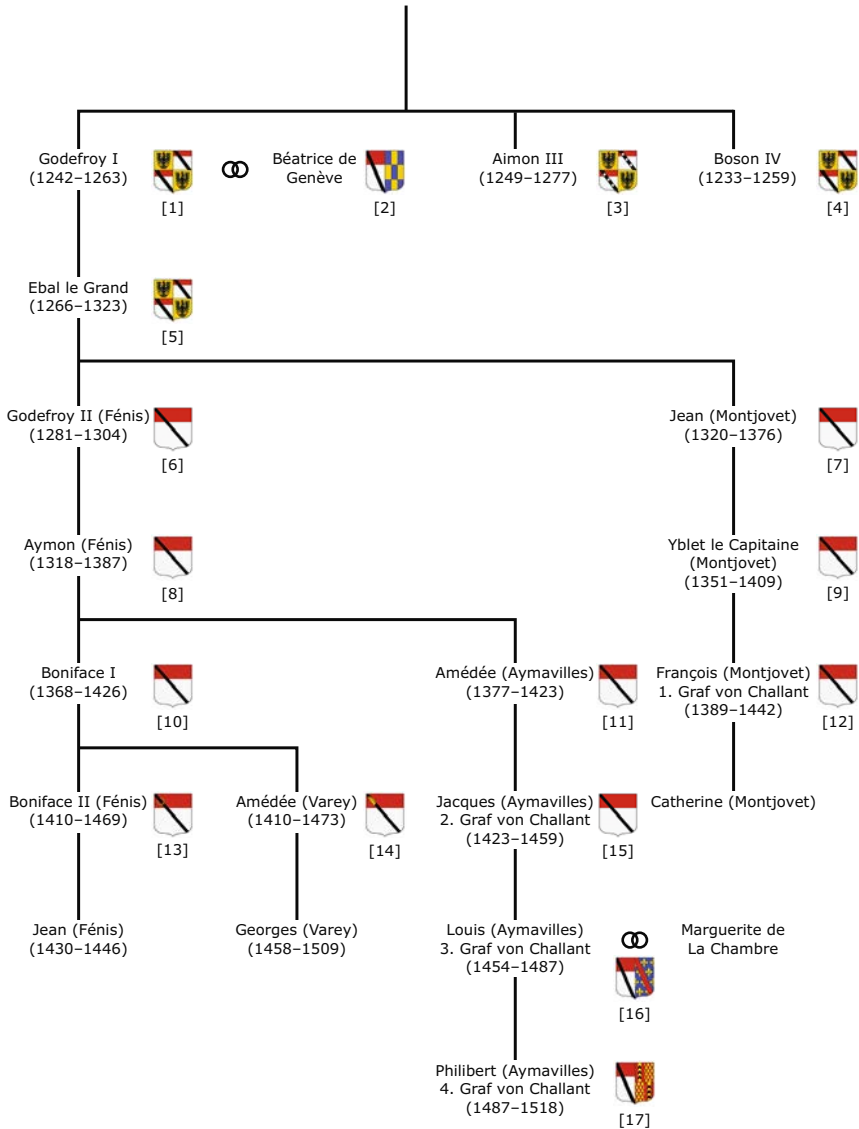 Godefroy I
(1242–1263)
[1]
Béatrice de
Genève
[2]
Aimon III
(1249–1277)
[3]
Boson IV
(1233–1259)
[4]
Ebal le Grand
(1266–1323)
[5]
Godefroy II (Fénis)
(1281–1304)
[6]
Jean (Montjovet)
(1320–1376)
[7]
Aymon (Fénis)
(1318–1387)
[8]
Yblet le Capitaine
(Montjovet)
(1351–1409)
[9]
Boniface I
(1368–1426)
[10]
Amédée (Aymavilles)
(1377–1423)
[11]
François (Montjovet)
1. Graf von Challant
(1389–1442)
[12]
Boniface II (Fénis)
(1410–1469)
[13]
Amédée (Varey)
(1410–1473)
[14]
Jacques (Aymavilles)
2. Graf von Challant
(1423–1459)
[15]
Catherine (Montjovet)
Jean (Fénis)
(1430–1446)
Georges (Varey)
(1458–1509)
Louis (Aymavilles)
3. Graf von Challant
(1454–1487)
[16]
Marguerite de
La Chambre
Philibert (Aymavilles)
4. Graf von Challant
(1487–1518)
[17]